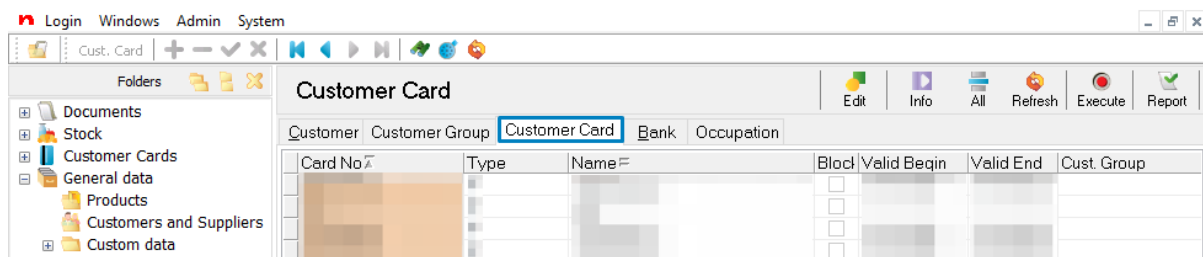 Login Windows Admin System
Cust. Card
Folders
Documents
Stock
Customer Cards
General data
Products
Customers and Suppliers
Custom data
Customer Card
Edit Info All Refresh Execute Report
Customer Customer Group Customer Card Bank Occupation
Card No Type Name Block Valid Begin Valid End Cust. Group